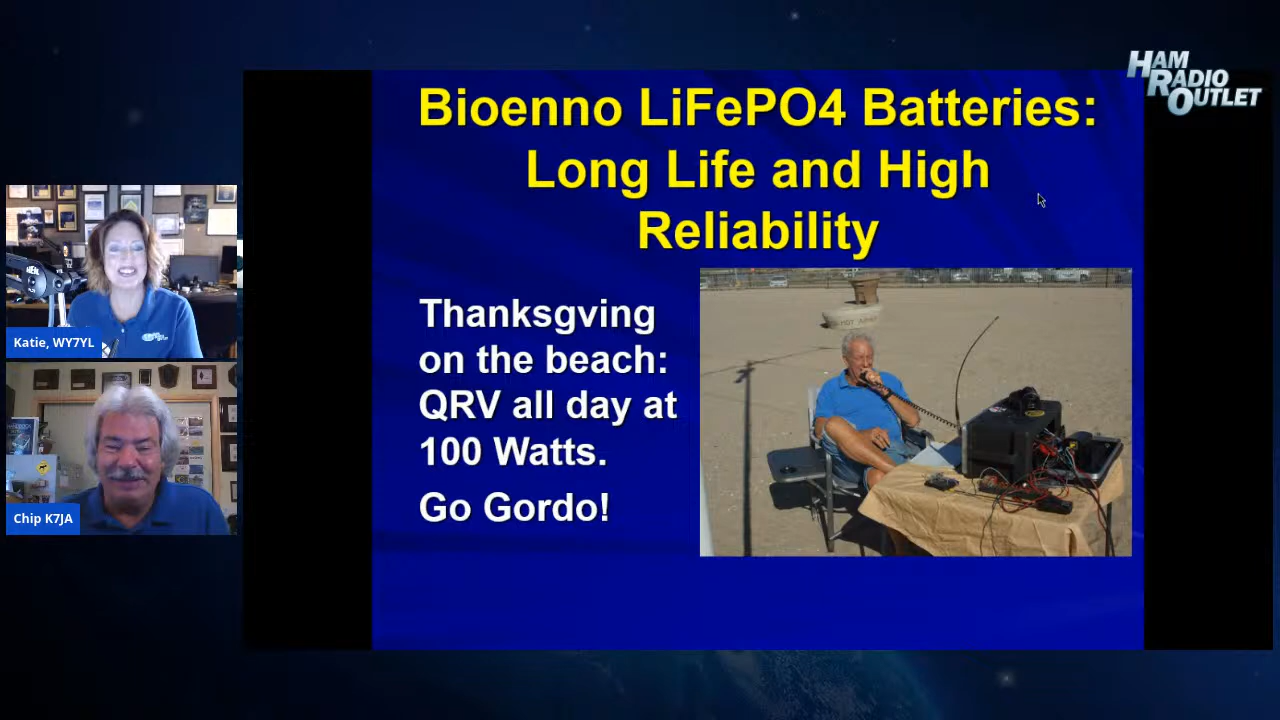 HAM
RADIO
OUTLET
Bioenno LiFePO4 Batteries:
Long Life and High
Reliability
Thanksgving
on the beach:
QRV all day at
100 Watts.
Go Gordo!
Katie, WY7YL
Chip K7JA